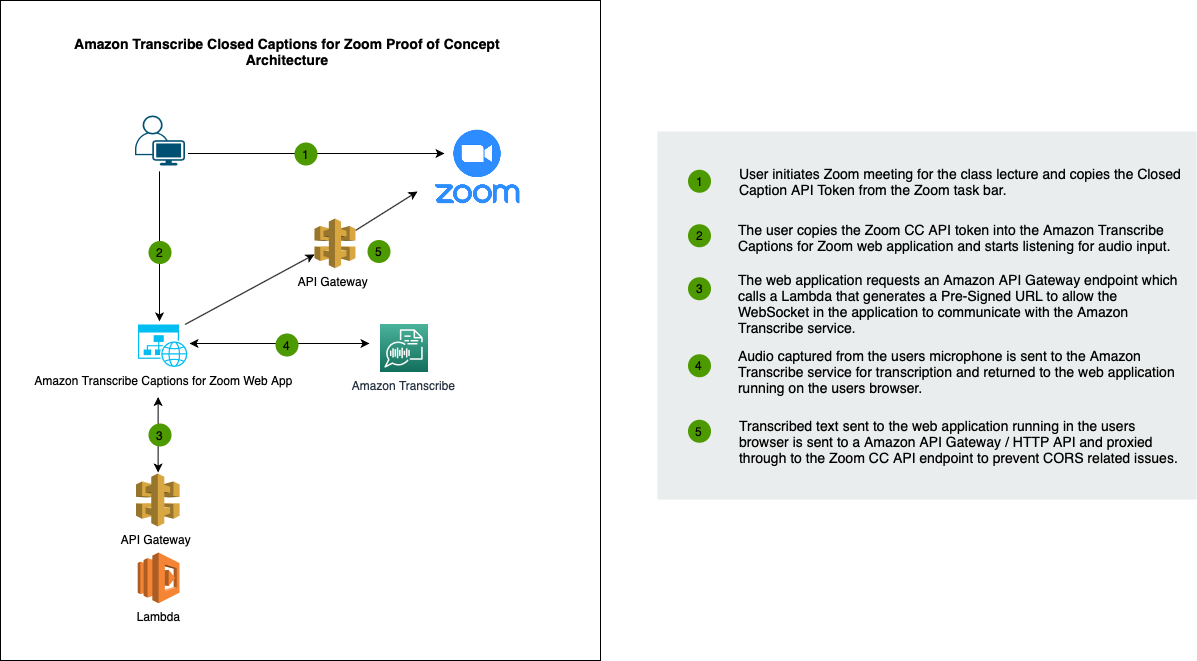 Amazon Transcribe Closed Captions for Zoom Proof of Concept
Architecture
1
zoom
2
5
API Gateway
4
Amazon Transcribe Captions for Zoom Web App
Amazon Transcribe
3
API Gateway
Lambda
1
User initiates Zoom meeting for the class lecture and copies the Closed
Caption API Token from the Zoom task bar.
2
The user copies the Zoom CC API token into the Amazon Transcribe
Captions for Zoom web application and starts listening for audio input.
3
The web application requests an Amazon API Gateway endpoint which
calls a Lambda that generates a Pre-Signed URL to allow the
WebSocket in the application to communicate with the Amazon
Transcribe service.
4
Audio captured from the users microphone is sent to the Amazon
Transcribe service for transcription and returned to the web application
running on the users browser.
5
Transcribed text sent to the web application running in the users
browser is sent to a Amazon API Gateway / HTTP API and proxied
through to the Zoom CC API endpoint to prevent CORS related issues.